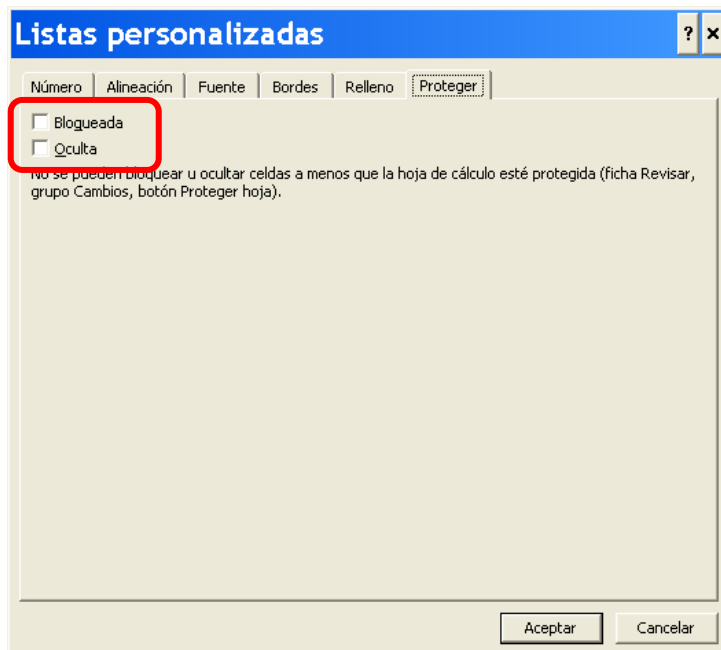 Listas personalizadas
? ×
Número Alineación Fuente Bordes Relleno Proteger
Bloqueada
Oculta
No se pueden bloquear u ocultar celdas a menos que la hoja de cálculo esté protegida (ficha Revisar,
grupo Cambios, botón Proteger hoja).
Aceptar Cancelar